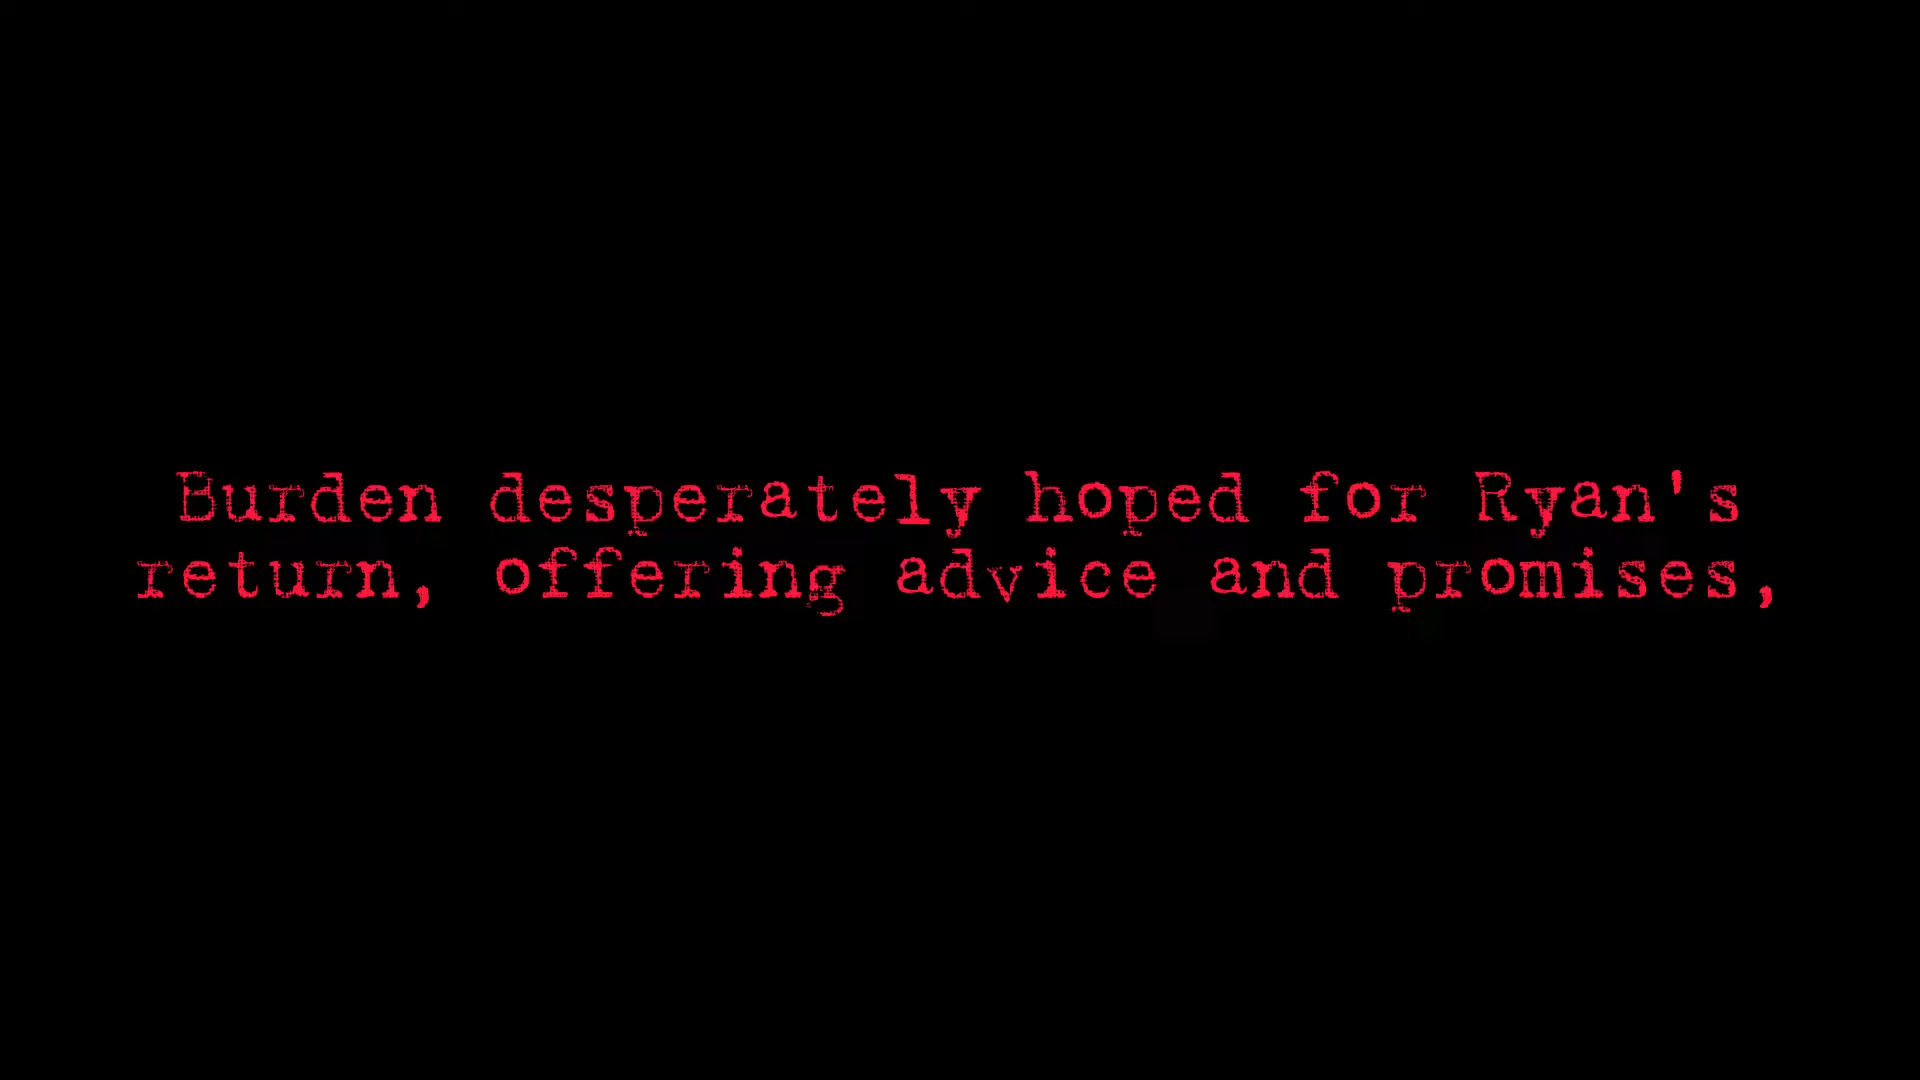 Burden desperately hoped for Ryan's
return, offering advice and promises,